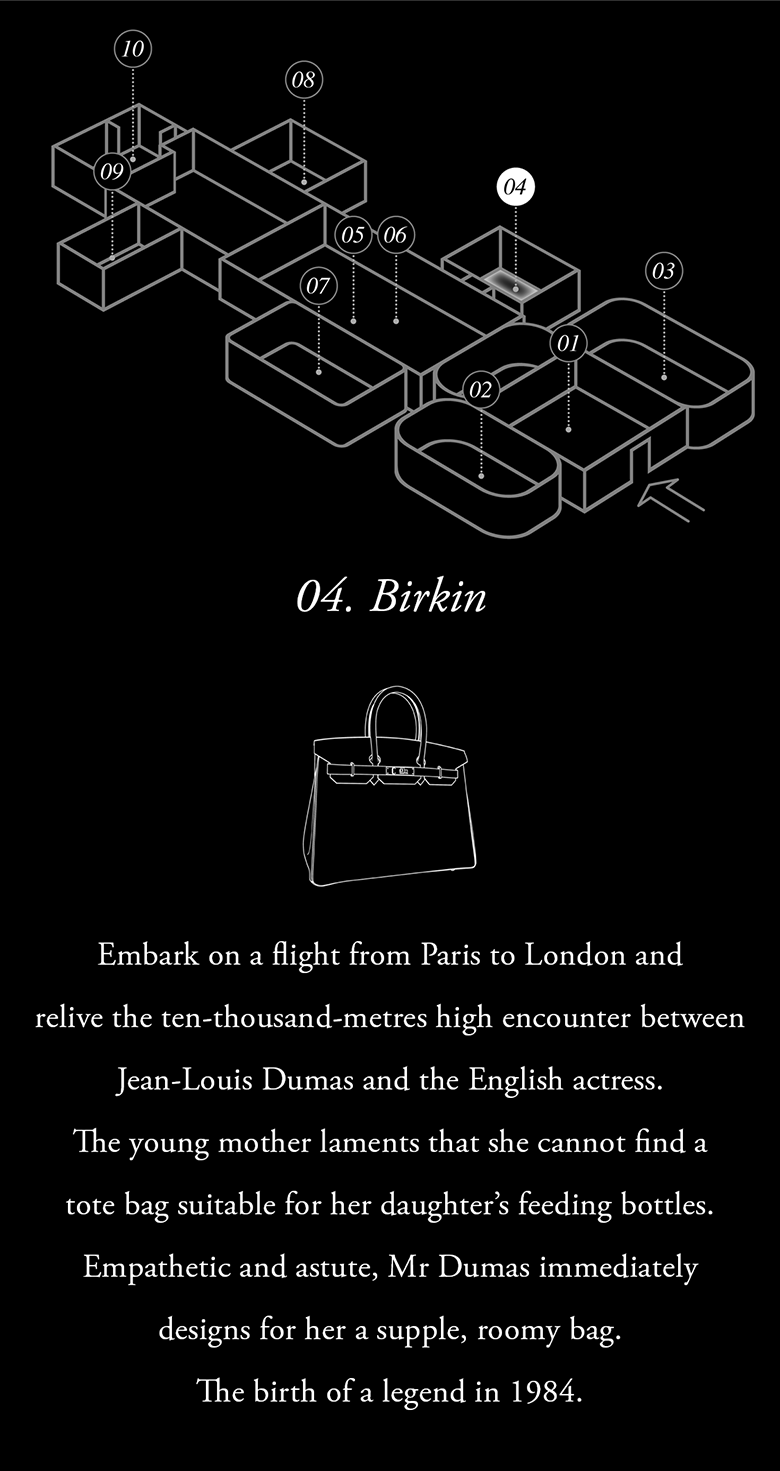 10
08
09
04
05
06
03
07
01
02
04. Birkin
Embark on a flight from Paris to London and
relive the ten-thousand-metres high encounter between
Jean-Louis Dumas and the English actress.
The young mother laments that she cannot find a
tote bag suitable for her daughter’s feeding bottles.
Empathetic and astute, Mr Dumas immediately
designs for her a supple, roomy bag.
The birth of a legend in 1984.